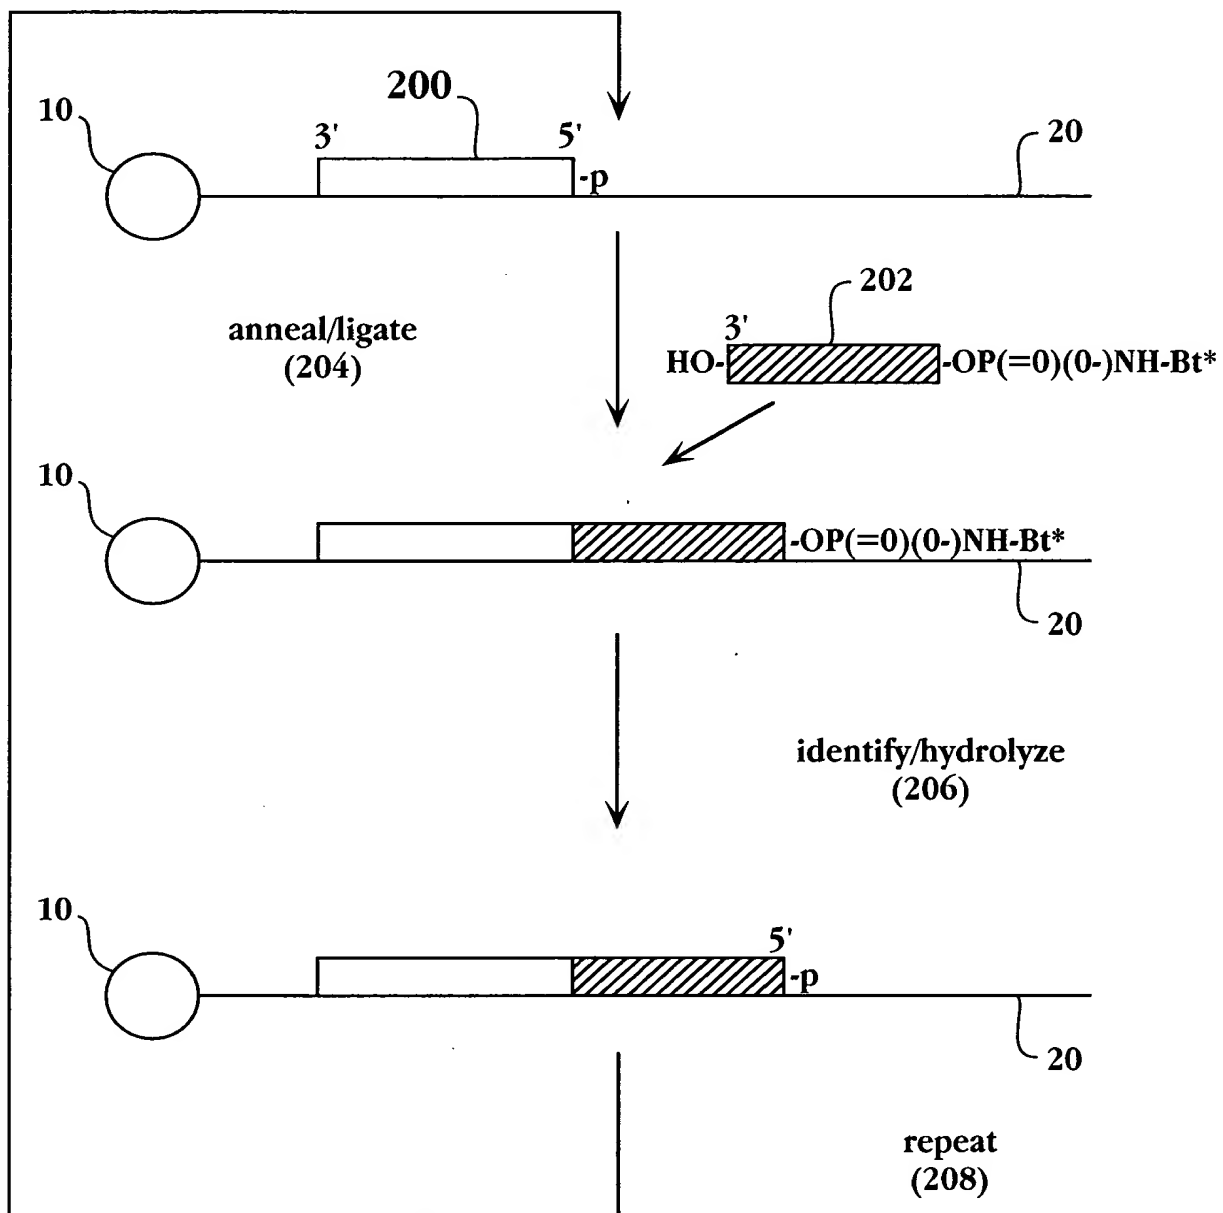 200
10
3'
5'
20
-p
202
anneal/ligate
(204)
3'
HO-
-OP(=0)(0-)NH-Bt*
10
-OP(=0)(0-)NH-Bt*
20
identify/hydrolyze
(206)
10
5'
-p
20
repeat
(208)